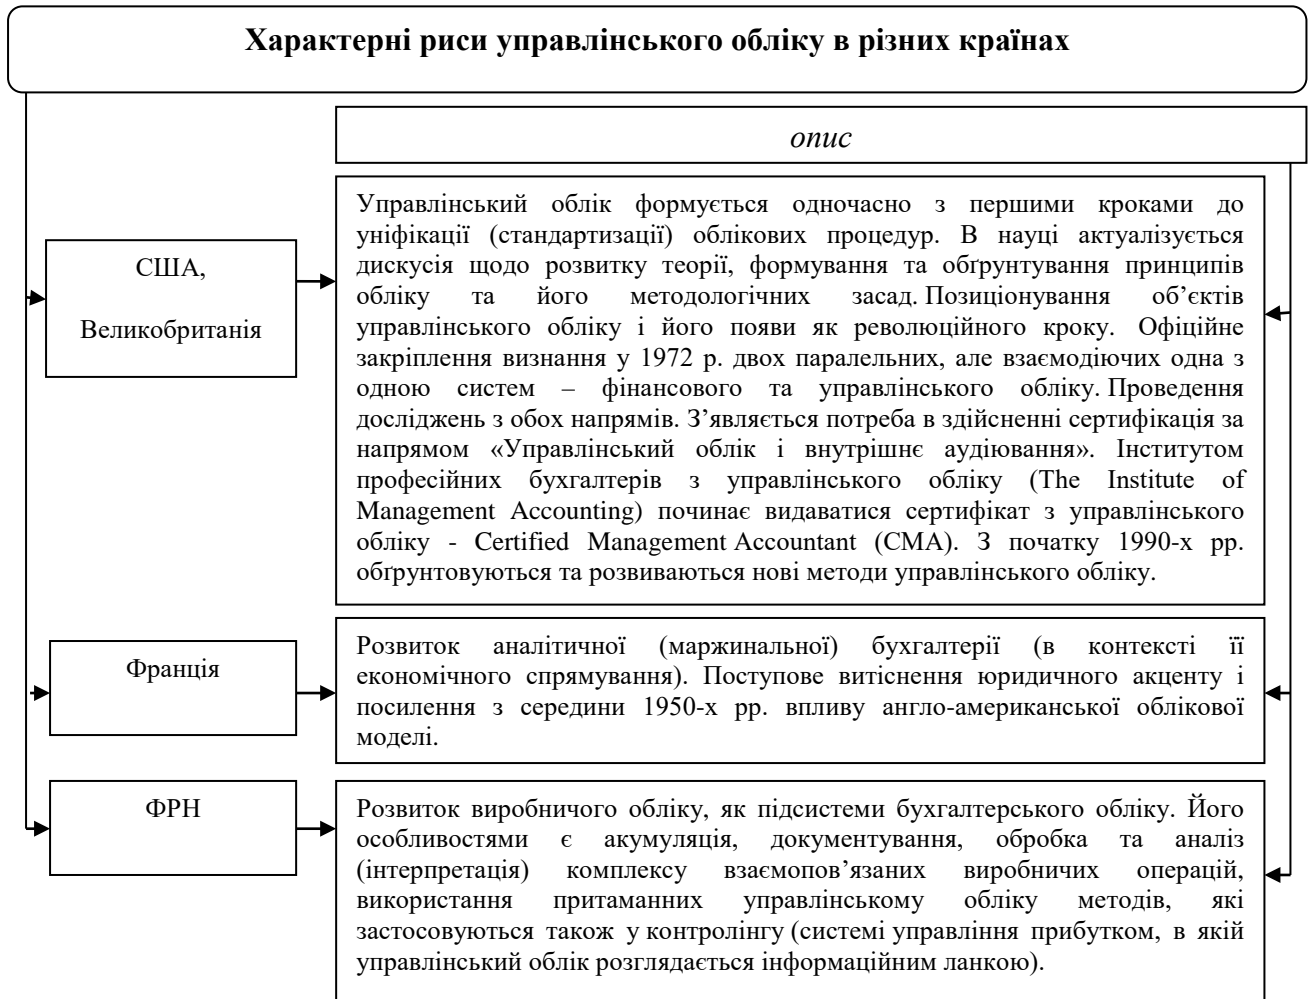 Характерні риси управлінського обліку в різних країнах
опис
США,
Великобританія
Управлінський облік формується одночасно з першими кроками до
уніфікації (стандартизації) облікових процедур. В науці актуалізується
дискусія щодо розвитку теорії, формування та обґрунтування принципів
обліку та його методологічних засад. Позиціонування об’єктів
управлінського обліку і його появи як революційного кроку. Офіційне
закріплення визнання у 1972 р. двох паралельних, але взаємодіючих одна з
одною систем – фінансового та управлінського обліку. Проведення
досліджень з обох напрямів. З’являється потреба в здійсненні сертифікація за
напрямом «Управлінський облік і внутрішнє аудіювання». Інститутом
професійних бухгалтерів з управлінського обліку (The Institute of
Management Accounting) починає видаватися сертифікат з управлінського
обліку - Certified Management Accountant (CMA). З початку 1990-х рр.
обґрунтовуються та розвиваються нові методи управлінського обліку.
Франція
Розвиток аналітичної (маржинальної) бухгалтерії (в контексті її
економічного спрямування). Поступове витіснення юридичного акценту і
посилення з середини 1950-х рр. впливу англо-американської облікової
моделі.
ФРН
Розвиток виробничого обліку, як підсистеми бухгалтерського обліку. Його
особливостями є акумуляція, документування, обробка та аналіз
(інтерпретація) комплексу взаємопов’язаних виробничих операцій,
використання притаманних управлінському обліку методів, які
застосовуються також у контролінгу (системі управління прибутком, в якій
управлінський облік розглядається інформаційним ланкою).